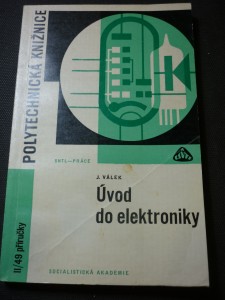 POLYTECHNICKÁ KNIŽNICE
II/49 příručky
SNTL—PRÁCE
J. VÁLEK
Úvod
do elektroniky
SOCIALISTICKÁ AKADEMIE